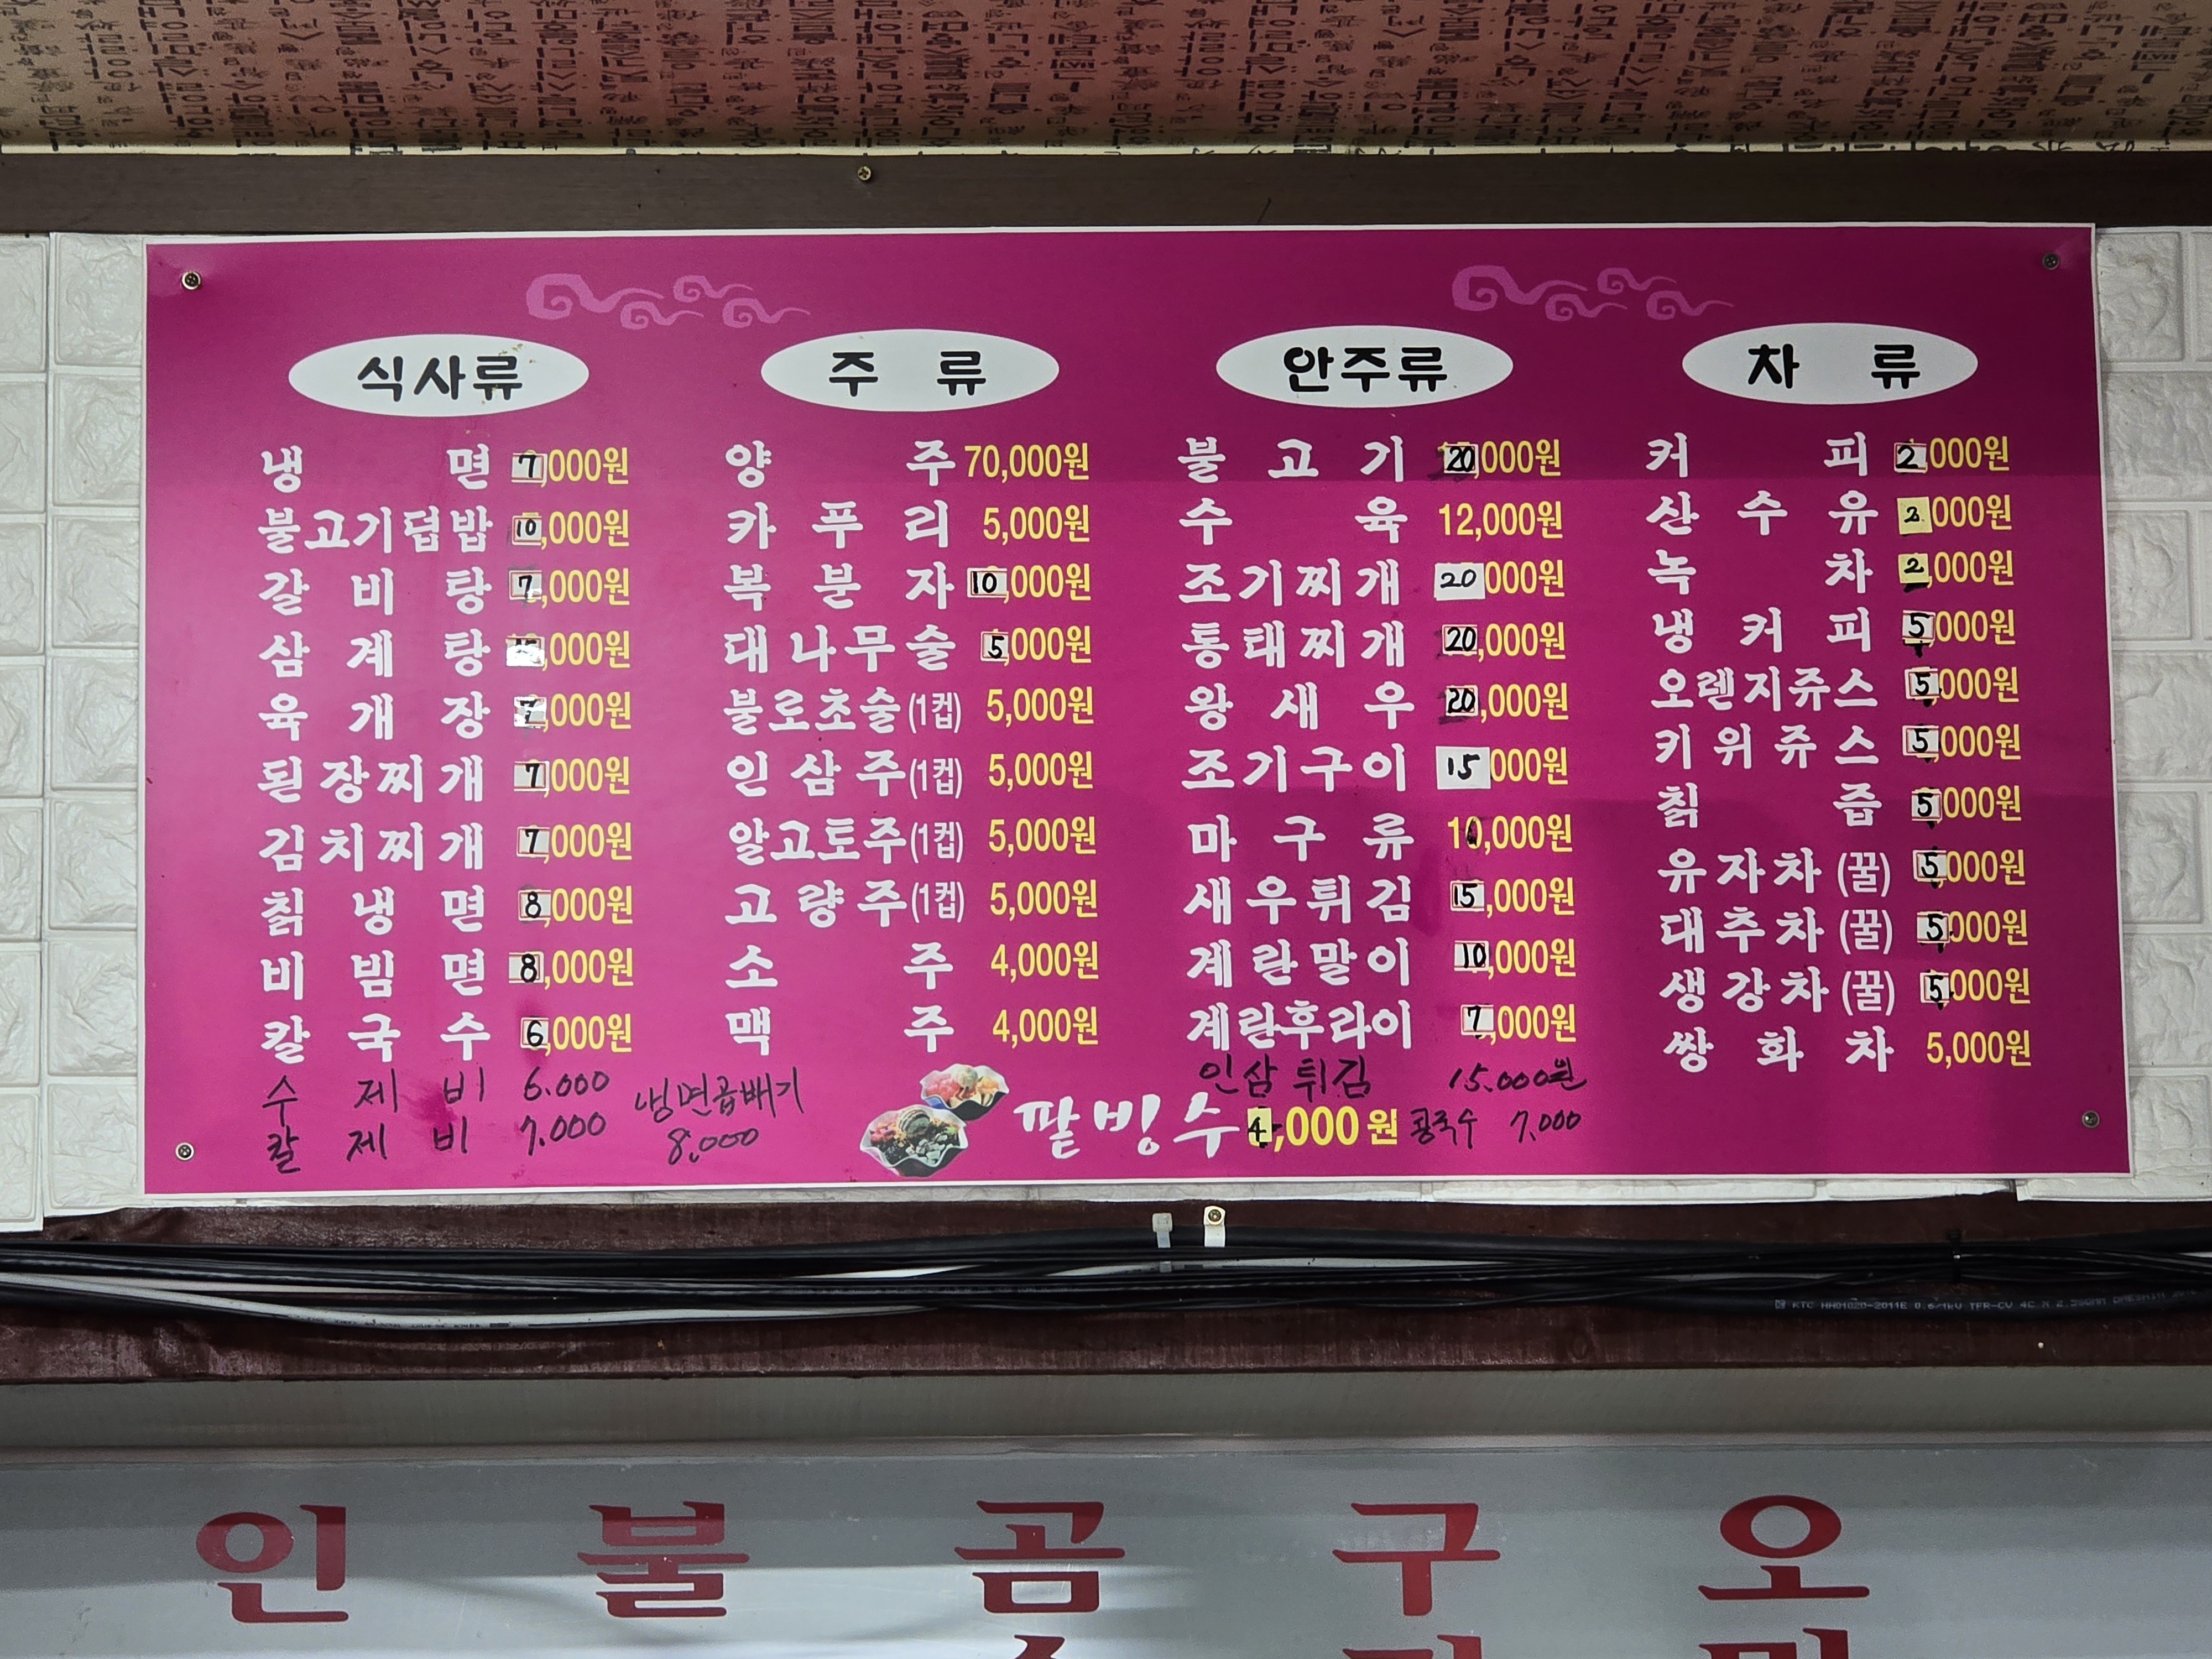 식사류
냉 면 7,000원
불고기덥밥 10,000원
갈 비 탕 7,000원
삼 계 탕 ,000원
육 개 장 7,000원
된장찌개 7,000원
김치찌개 7,000원
칡 냉 면 8,000원
비 빔 면 8,000원
칼 국 수 6,000원
수 제 비 6.000
칼 제 비 7.000
냉면곱빼기
8,000
주 류
양 주 70,000원
카 푸 리 5,000원
복 분 자 10,000원
대나무술 5,000원
불로초술(1컵) 5,000원
인삼주(1컵) 5,000원
알고토주(1컵) 5,000원
고량주(1컵) 5,000원
소 주 4,000원
맥 주 4,000원
안주류
불 고 기 20,000원
수 육 12,000원
조기찌개 20,000원
통태찌개 20,000원
왕 새 우 20,000원
조기구이 15,000원
마 구 류 10,000원
새우튀김 15,000원
계란말이 10,000원
계란후라이 7,000원
인삼튀김 15.000원
팥빙수 4,000원
콩국수 7,000
차 류
커 피 2,000원
산 수 유 2,000원
녹 차 2,000원
냉 커 피 5,000원
오렌지쥬스 5,000원
키위쥬스 5,000원
칡 즙 5,000원
유자차(꿀) 5,000원
대추차(꿀) 5,000원
생강차(꿀) 5,000원
쌍 화 차 5,000원
KTC HH01020-2011E 0.6/1kV TFR-CV 4C X 2.5
인 불 곰 구 오